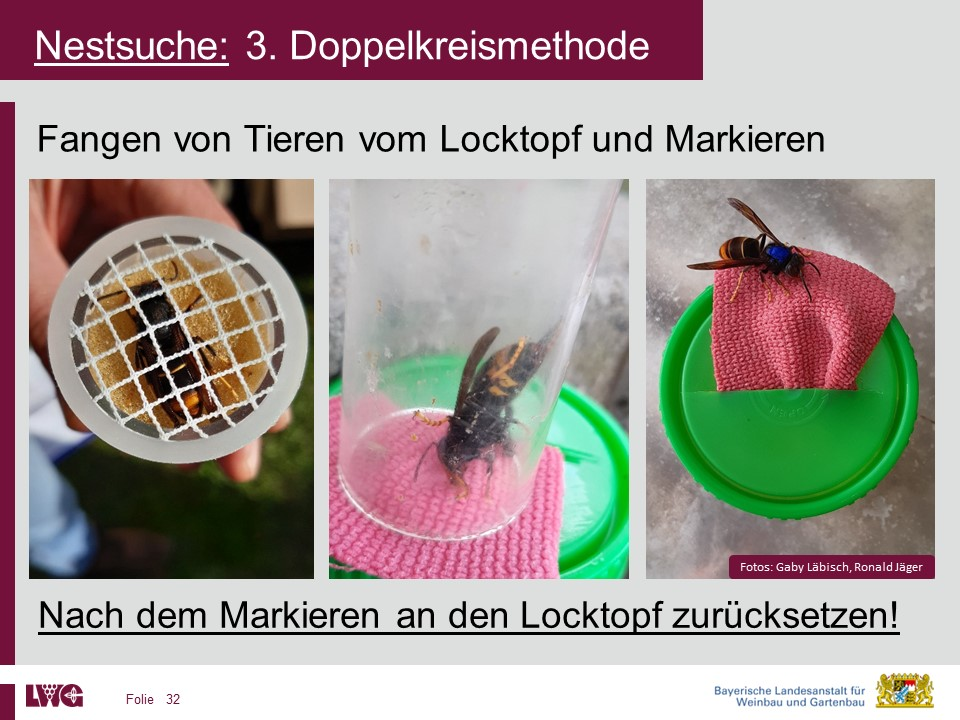 Nestsuche: 3. Doppelkreismethode
Fangen von Tieren vom Locktopf und Markieren
Fotos: Gaby Läbisch, Ronald Jäger
Nach dem Markieren an den Locktopf zurücksetzen!
LWG
Folie 32
Bayerische Landesanstalt für
Weinbau und Gartenbau